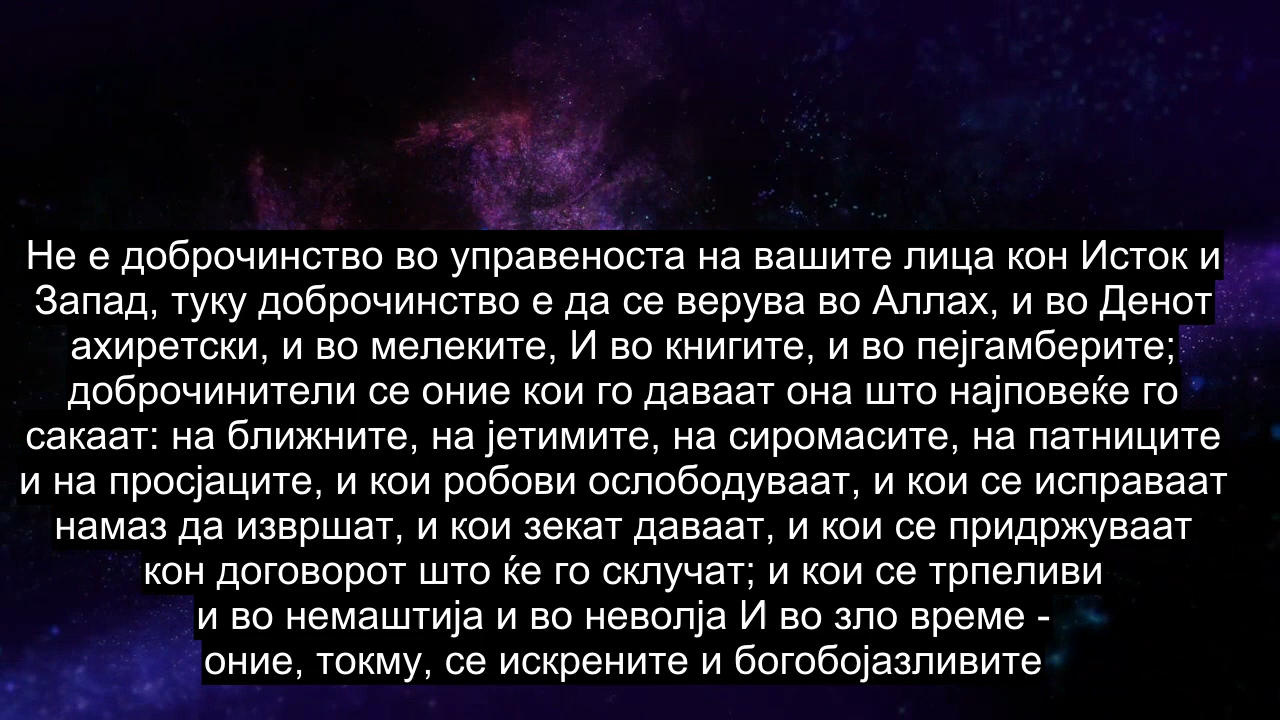 Не е доброчинство во управеноста на вашите лица кон Исток и
Запад, туку доброчинство е да се верува во Аллах, и во Денот
ахиретски, и во мелеките, И во книгите, и во пејгамберите;
доброчинители се оние кои го даваат она што најповеќе го
сакаат: на ближните, на јетимите, на сиромасите, на патниците
и на просјаците, и кои робови ослободуваат, и кои се исправаат
намаз да извршат, и кои зекат даваат, и кои се придржуваат
кон договорот што ќе го склучат; и кои се трпеливи
и во немаштија и во неволја И во зло време -
оние, токму, се искрените и богобојазливите